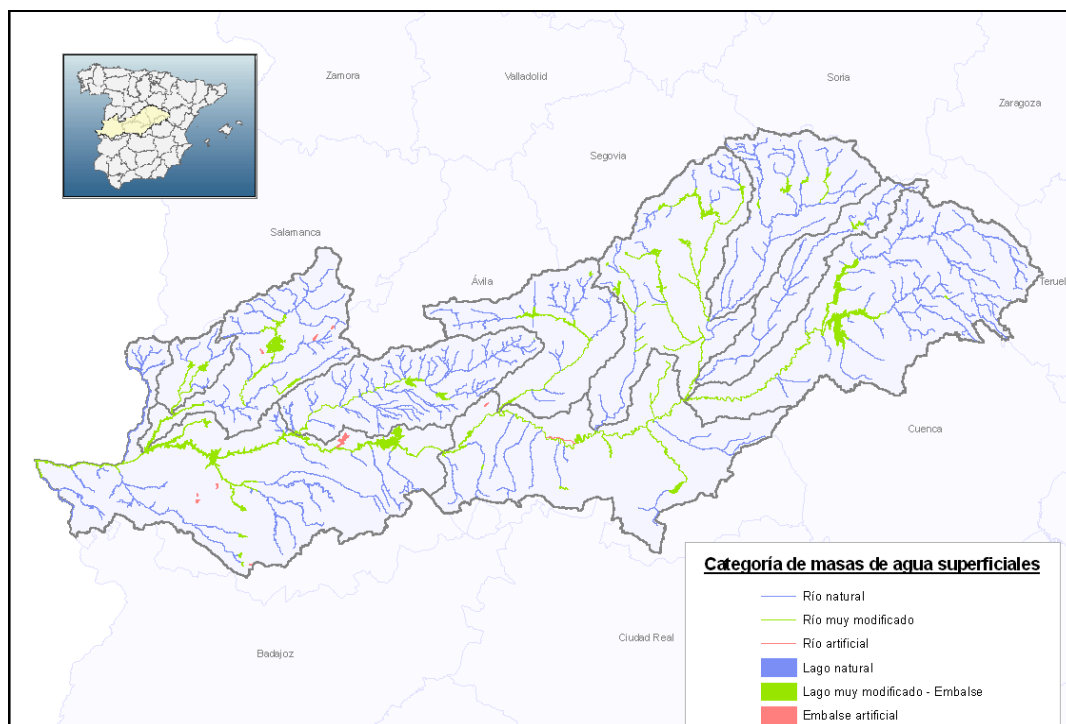 Zamora
Valladolid
Soria
Zaragoza
Segovia
Salamanca
Ávila
Teruel
Cuenca
Ciudad Real
Badajoz
Categoría de masas de agua superficiales
Río natural
Río muy modificado
Río artificial
Lago natural
Lago muy modificado - Embalse
Embalse artificial